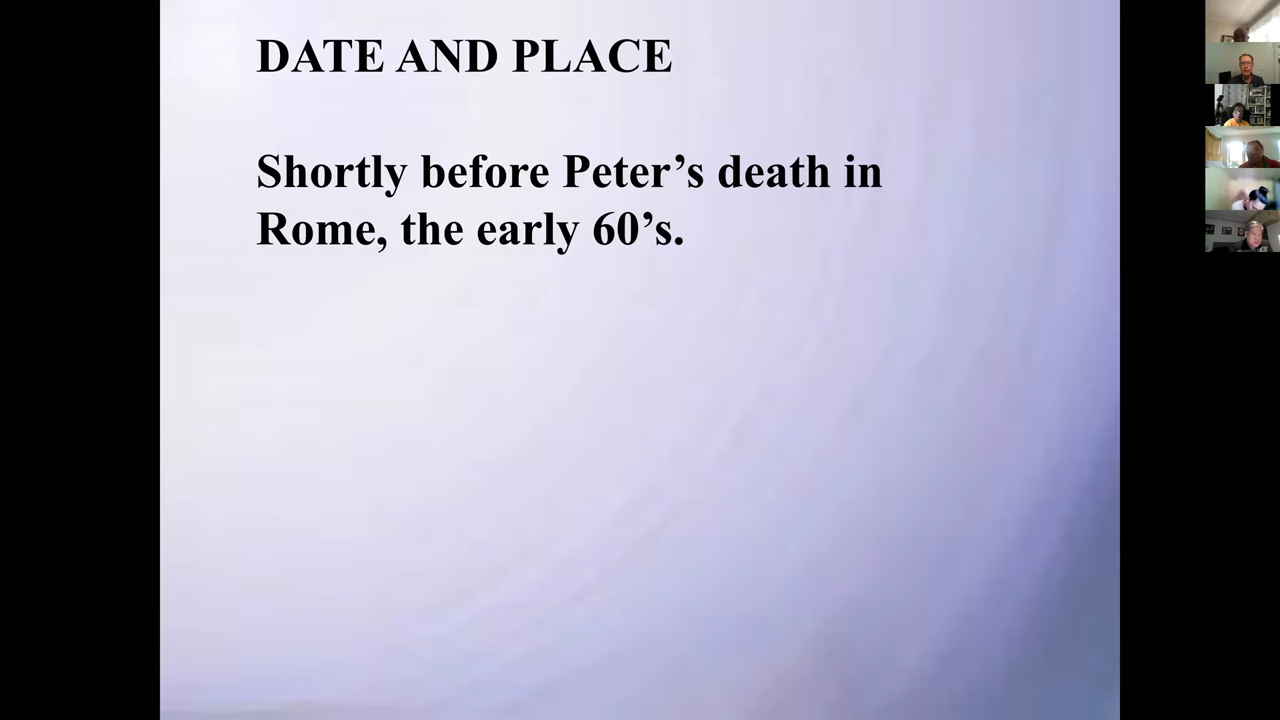 DATE AND PLACE
Shortly before Peter’s death in
Rome, the early 60’s.